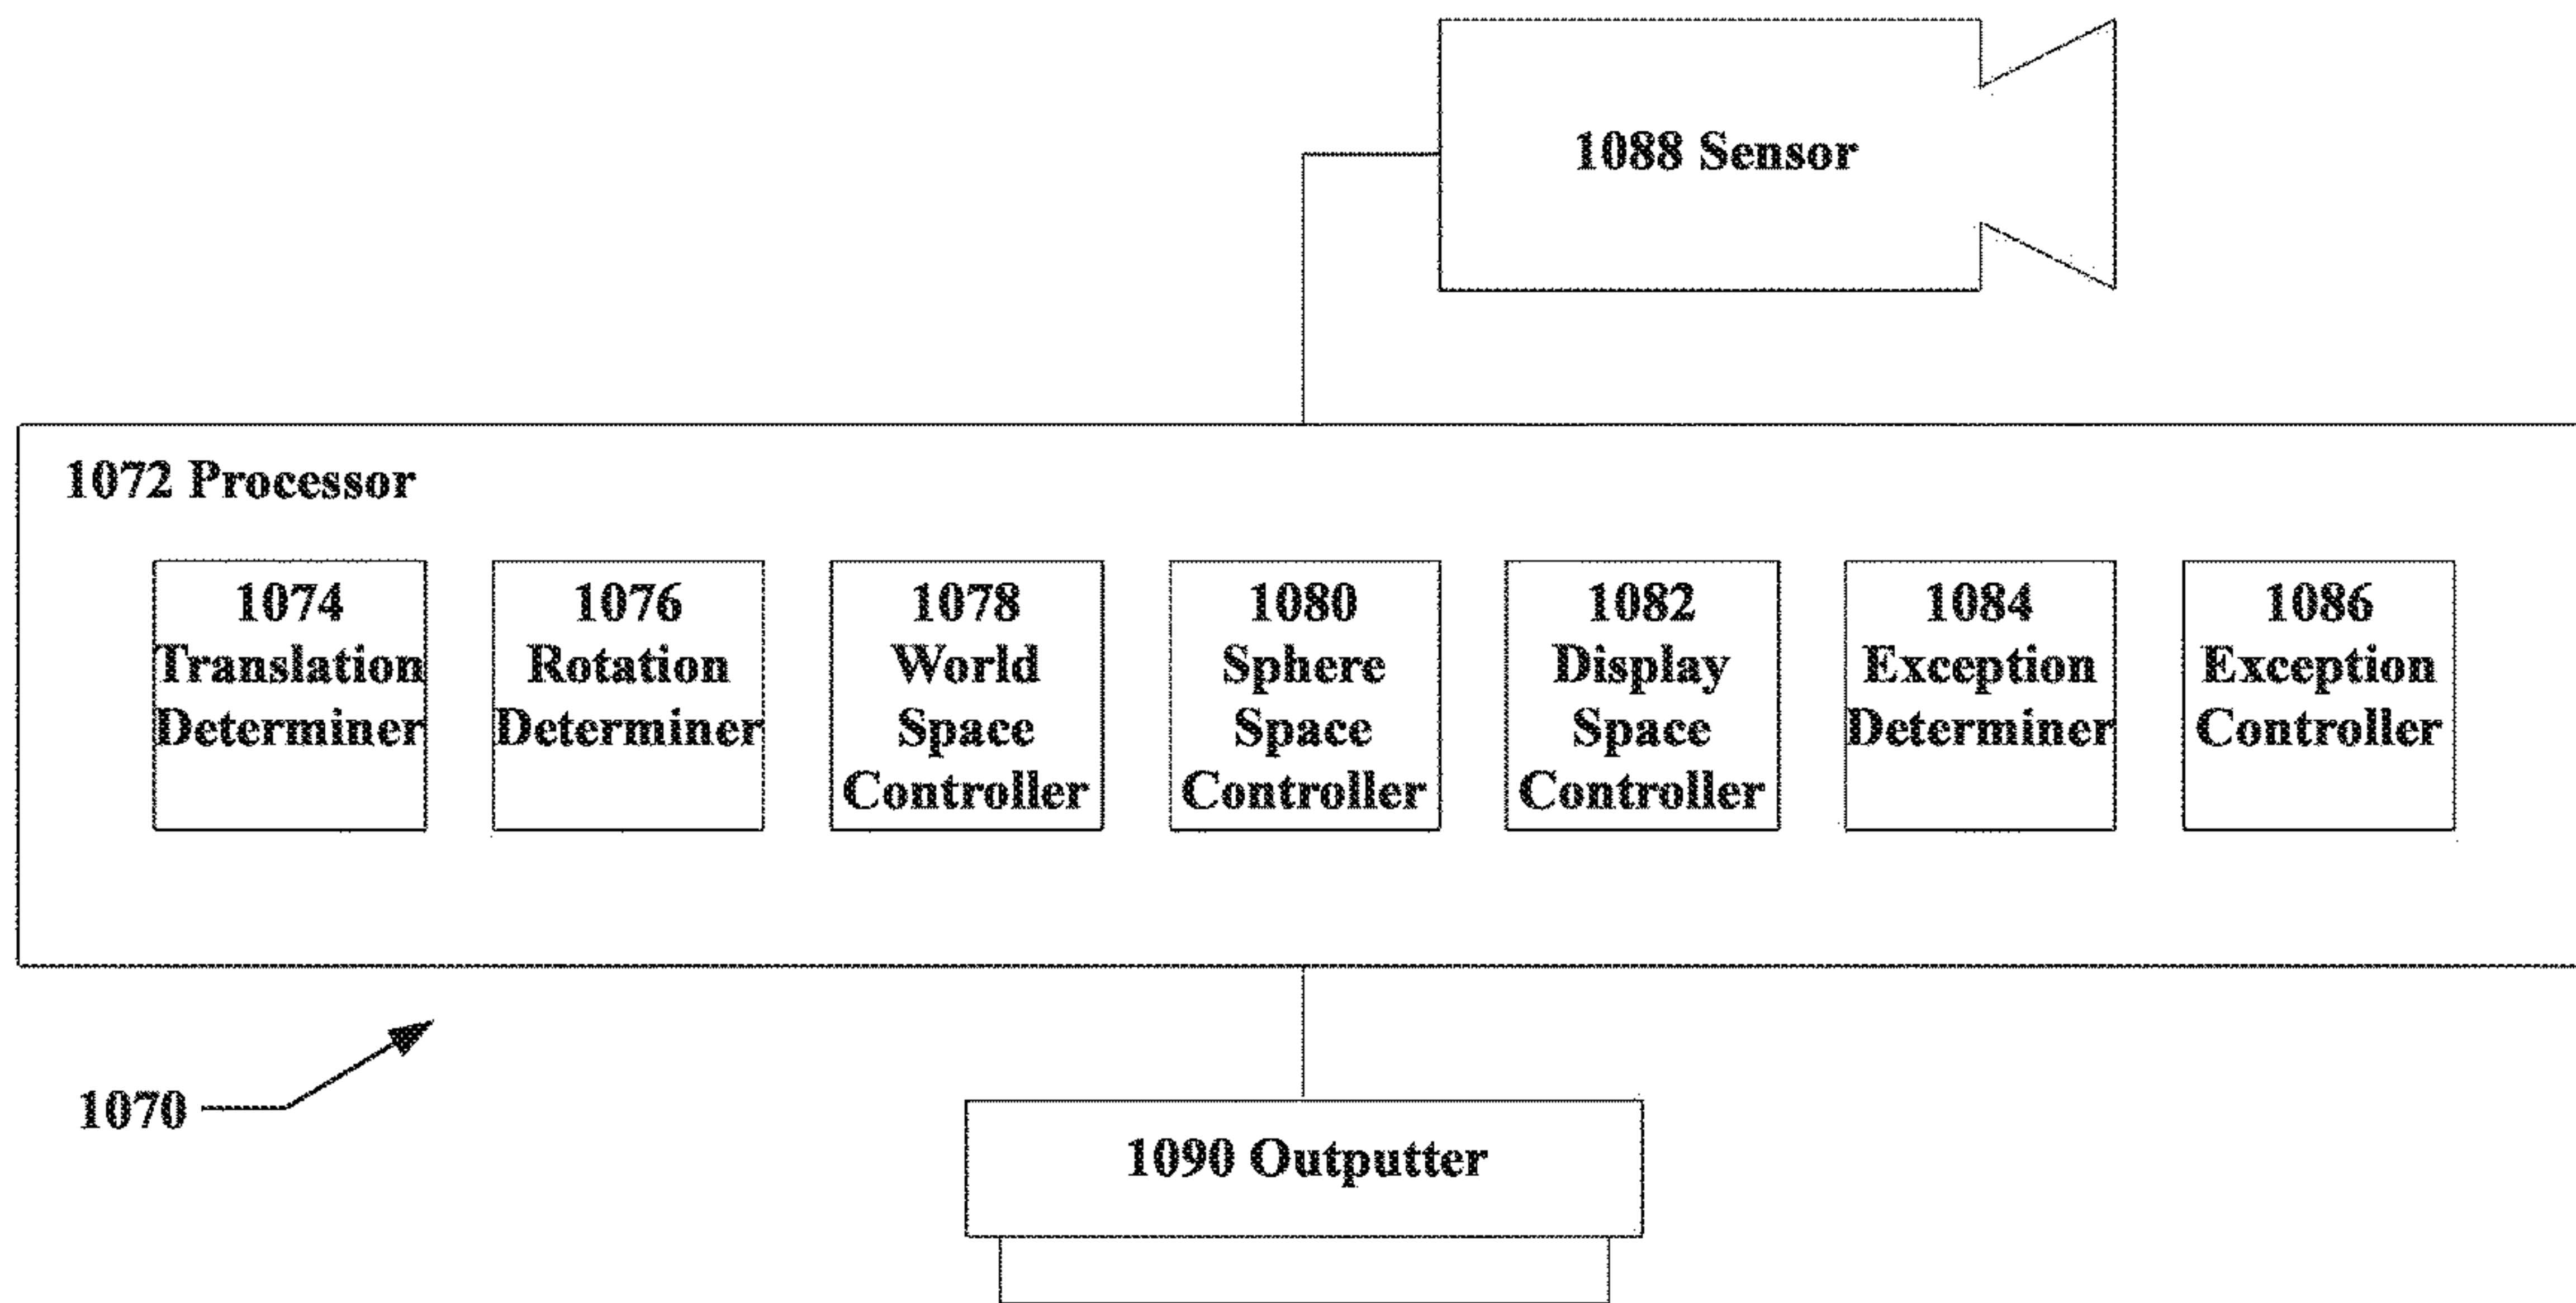 1088 Sensor
1072 Processor
1074
Translation
Determiner
1076
Rotation
Determiner
1078
World
Space
Controller
1080
Sphere
Space
Controller
1082
Display
Space
Controller
1084
Exception
Determiner
1086
Exception
Controller
1070
1090 Outputter